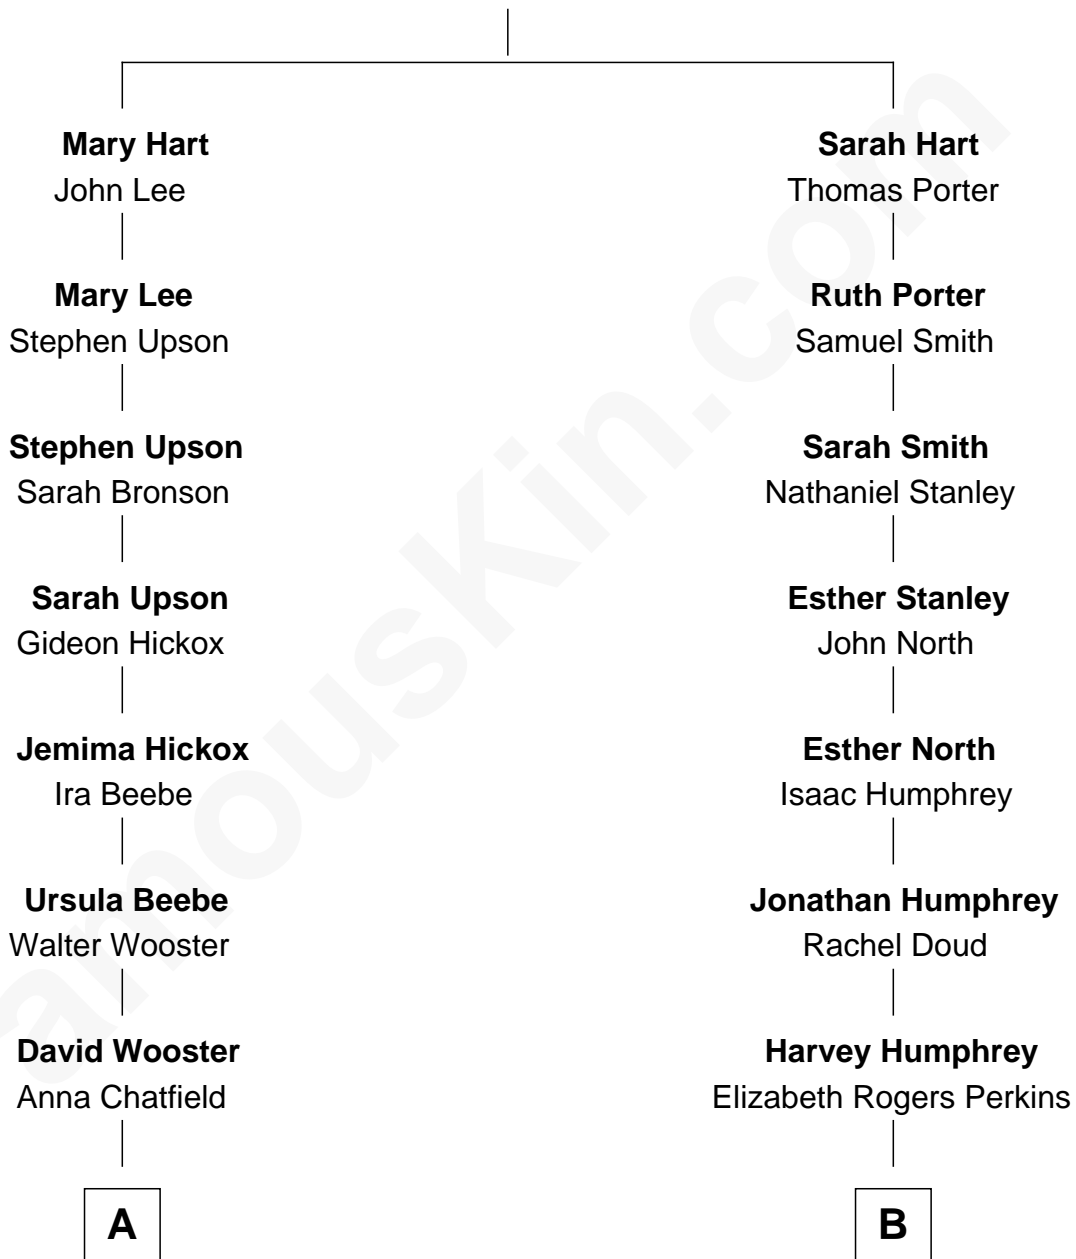 Mary Hart
John Lee
Mary Lee
Stephen Upson
Stephen Upson
Sarah Bronson
Sarah Upson
Gideon Hickox
Jemima Hickox
Ira Beebe
Ursula Beebe
Walter Wooster
David Wooster
Anna Chatfield
A
Sarah Hart
Thomas Porter
Ruth Porter
Samuel Smith
Sarah Smith
Nathaniel Stanley
Esther Stanley
John North
Esther North
Isaac Humphrey
Jonathan Humphrey
Rachel Doud
Harvey Humphrey
Elizabeth Rogers Perkins
B
amousKin.com